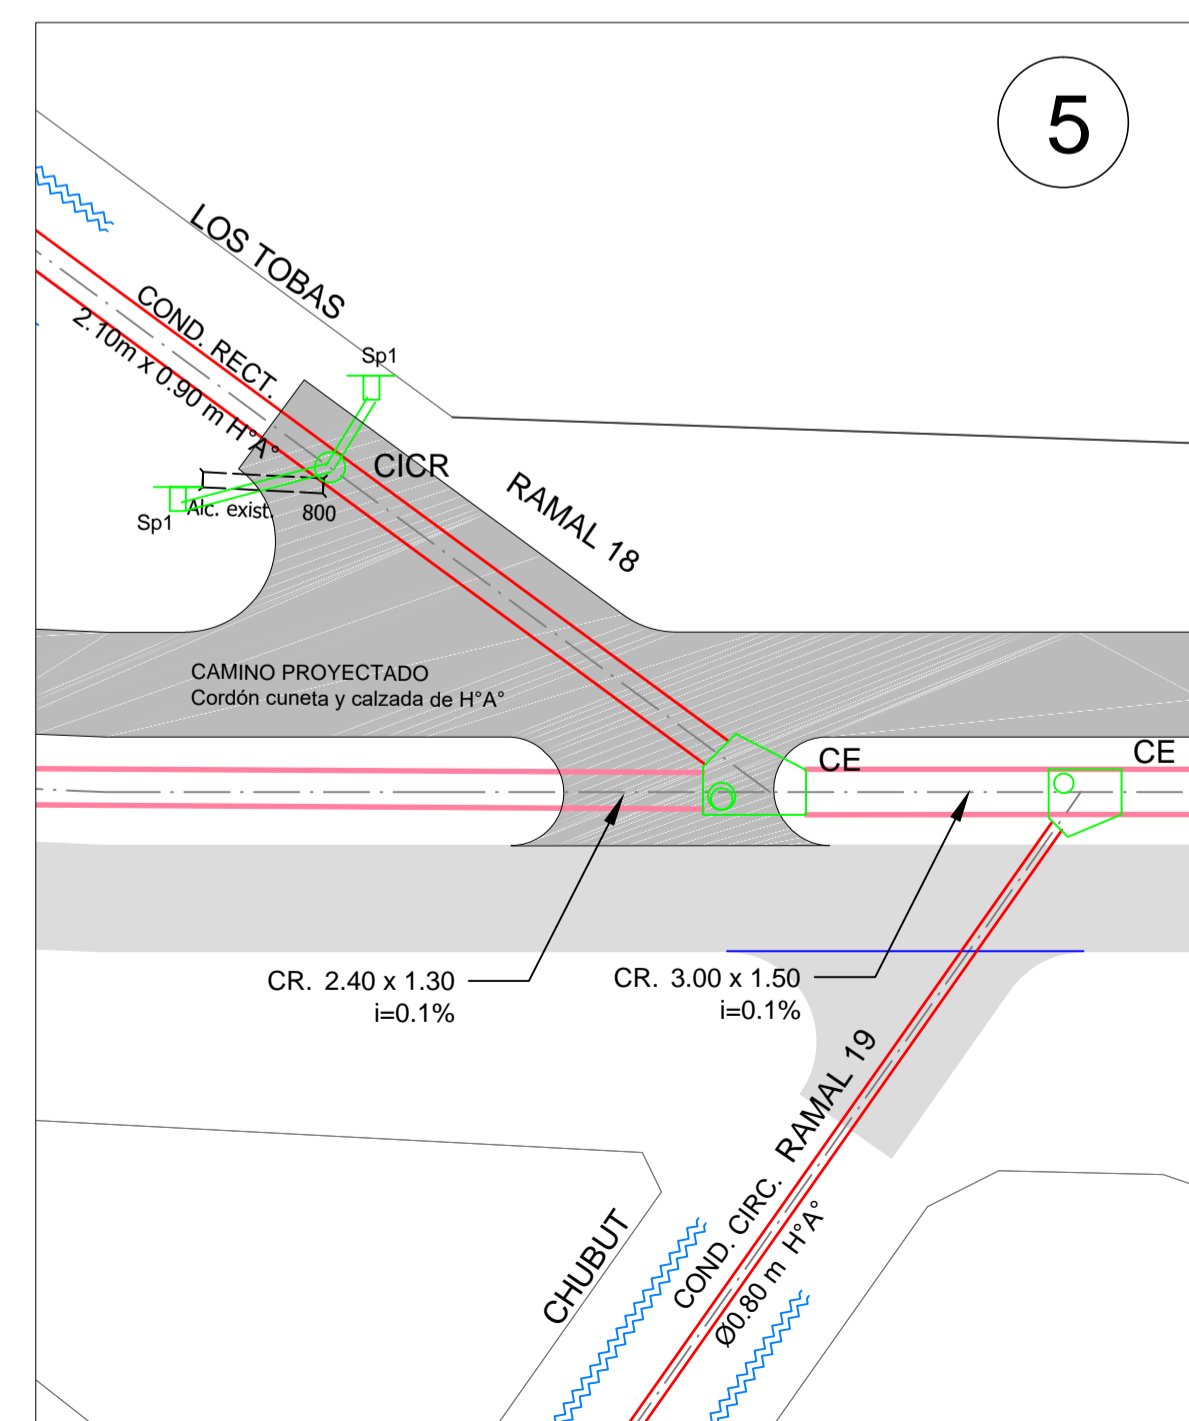 5
LOS TOBAS
COND. RECT.
2.10m x 0.90 m H°A°
Sp1
CICR
Sp1
Alc. exist.
800
RAMAL 18
CAMINO PROYECTADO
Cordón cuneta y calzada de H°A°
CE
CE
CR. 2.40 x 1.30
i=0.1%
CR. 3.00 x 1.50
i=0.1%
COND. CIRC. RAMAL 19
Ø0.80 m H°A°
CHUBUT